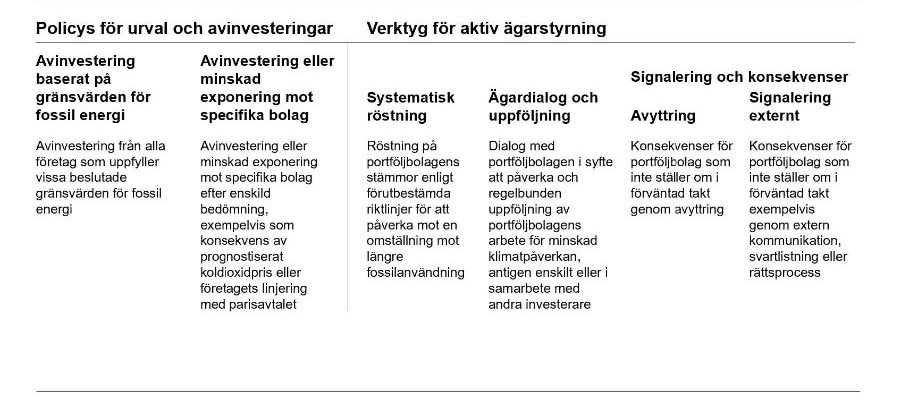 Policys för urval och avinvesteringar
Verktyg för aktiv ägarstyrning
Avinvestering
baserat på
gränsvärden för
fossil energi
Avinvestering från alla
företag som uppfyller
vissa beslutade
gränsvärden för fossil
energi
Avinvestering eller
minskad
exponering mot
specifika bolag
Avinvestering eller
minskad exponering
mot specifika bolag
efter enskild
bedömning,
exempelvis som
konsekvens av
prognostiserat
koldioxidpris eller
företagets linjering
med parisavtalet
Systematisk
röstning
Röstning på
portföljbolagens
stämmor enligt
förutbestämda
riktlinjer för att
påverka mot en
omställning mot
längre
fossilanvändning
Ägardialog och
uppföljning
Dialog med
portföljbolagen i syfte
att påverka och
regelbunden
uppföljning av
portföljbolagens
arbete för minskad
klimatpåverkan,
antigen enskilt eller i
samarbete med
andra investerare
Signalering och konsekvenser
Avyttring
Konsekvenser för
portföljbolag som
inte ställer om i
förväntad takt
genom avyttring
Signalering
externt
Konsekvenser för
portföljbolag som
inte ställer om i
förväntad takt
exempelvis
genom extern
kommunikation,
svartlistning eller
rättsprocess